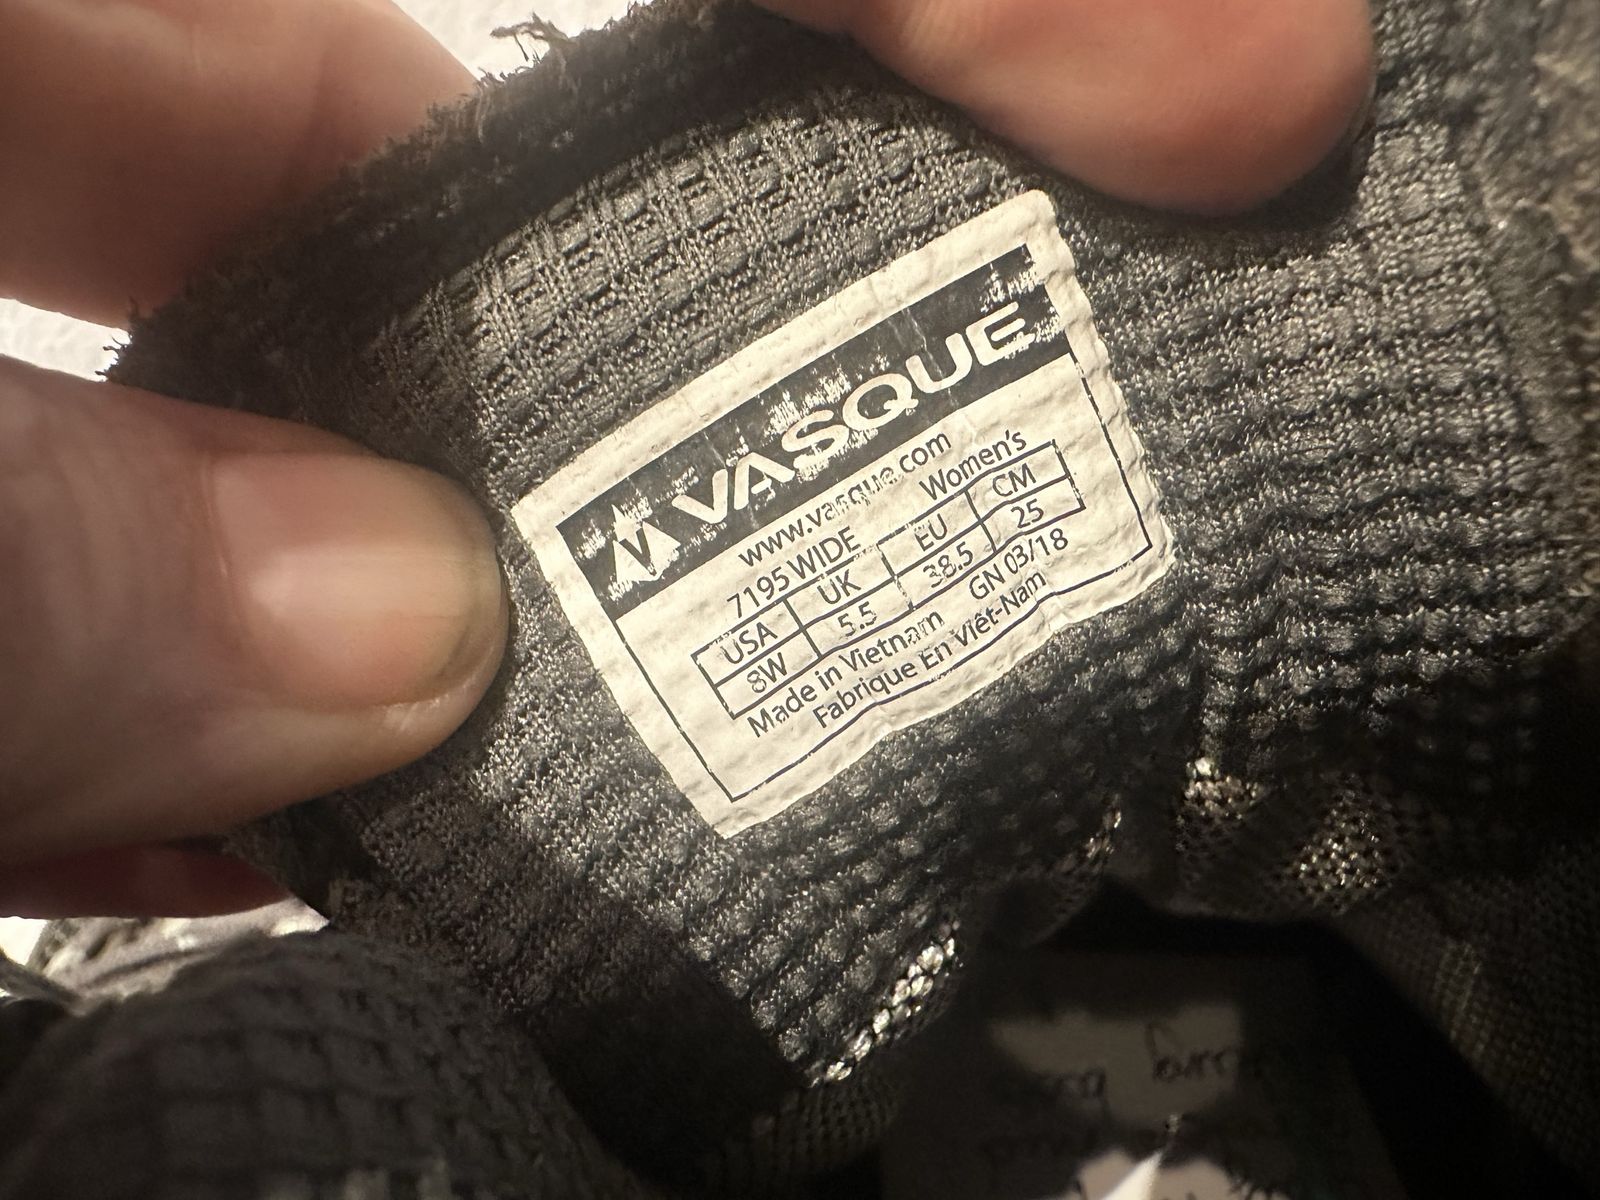 VASQUE
www.vasque.com
7195 WIDE Women's
USA UK EU CM
8W 5.5 38.5 25
Made in Vietnam GN 03/18
Fabrique En Viêt-Nam